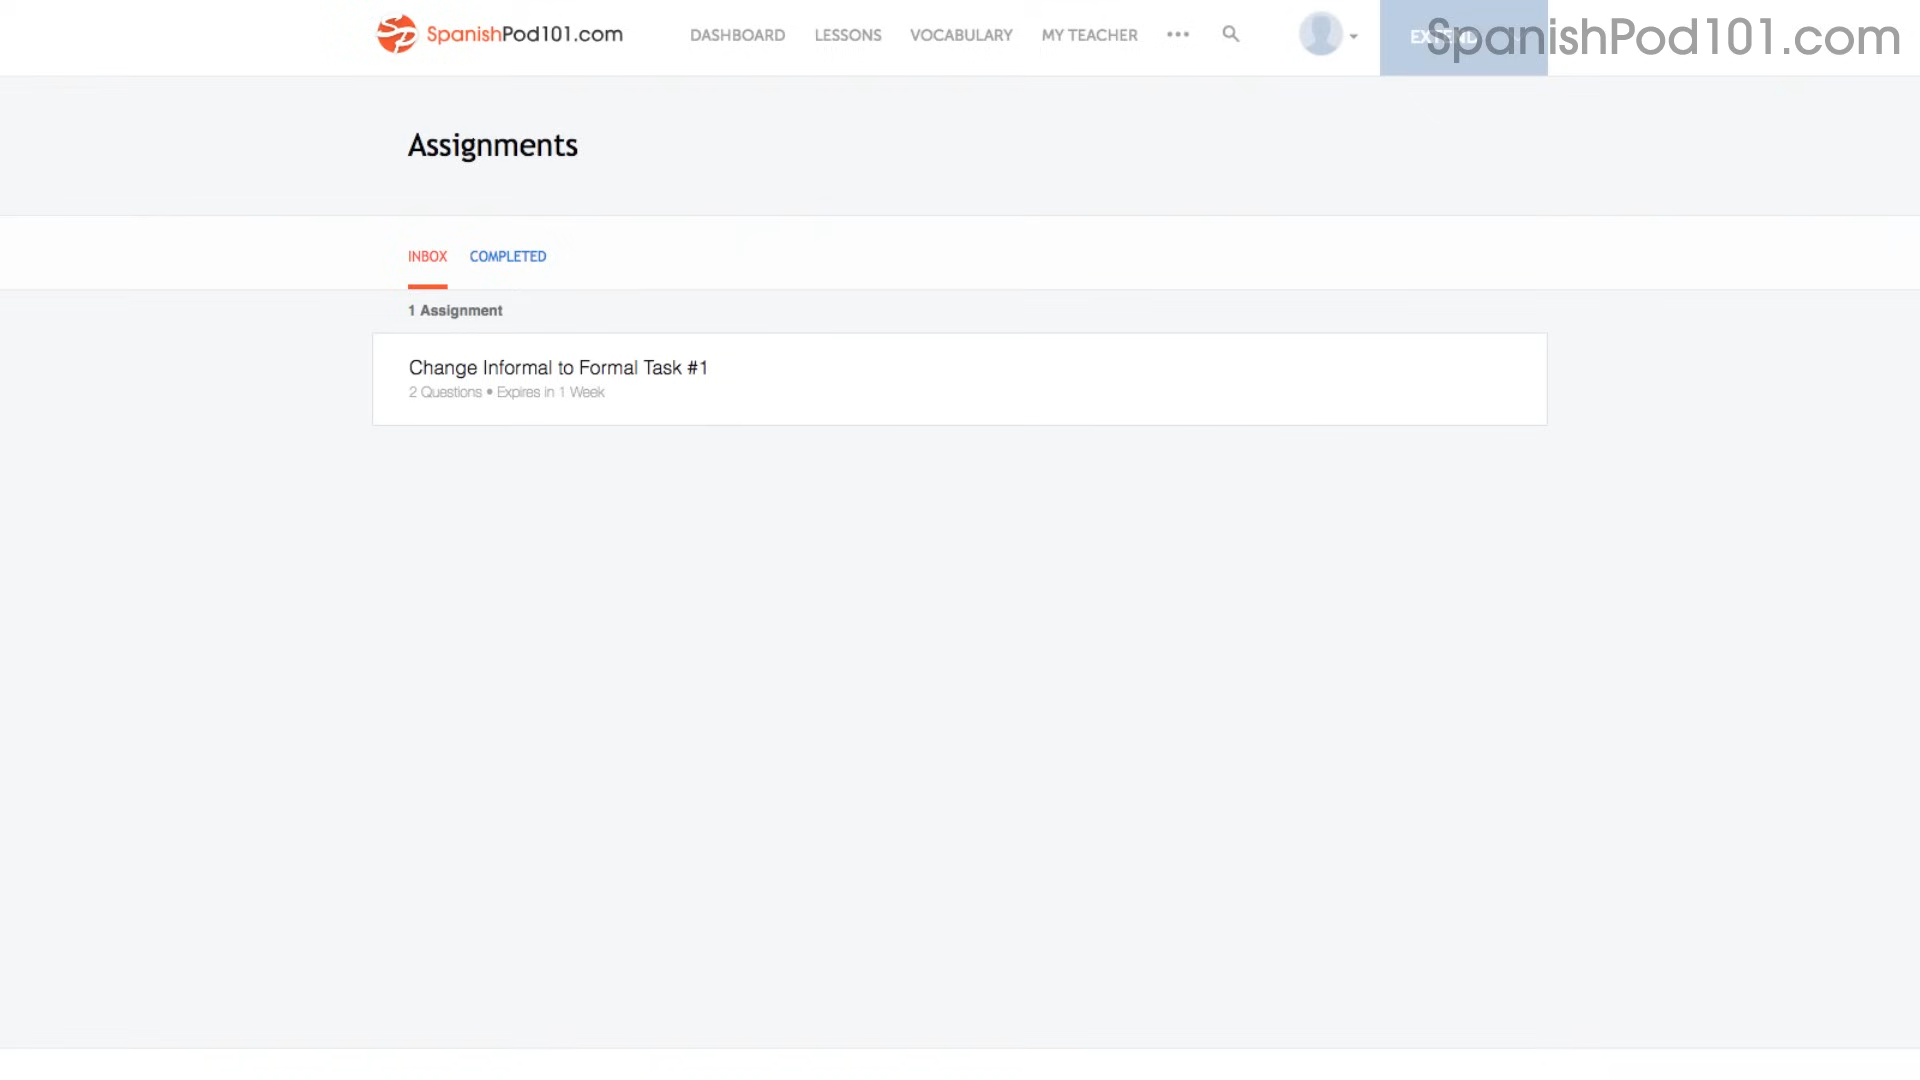 SpanishPod101.com
DASHBOARD
LESSONS
VOCABULARY
MY TEACHER
EXTEND
SpanishPod101.com
Assignments
INBOX
COMPLETED
1 Assignment
Change Informal to Formal Task #1
2 Questions • Expires in 1 Week